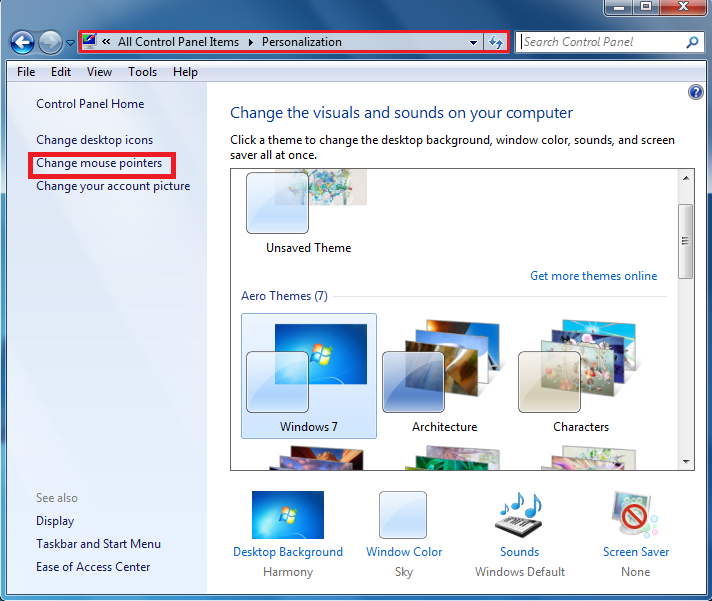 « All Control Panel Items ▸ Personalization
Search Control Panel
File Edit View Tools Help
Control Panel Home
Change desktop icons
Change mouse pointers
Change your account picture
See also
Display
Taskbar and Start Menu
Ease of Access Center
Change the visuals and sounds on your computer
Click a theme to change the desktop background, window color, sounds, and screen
saver all at once.
Unsaved Theme
Get more themes online
Aero Themes (7)
Windows 7 Architecture Characters
Desktop Background Window Color Sounds Screen Saver
Harmony Sky Windows Default None